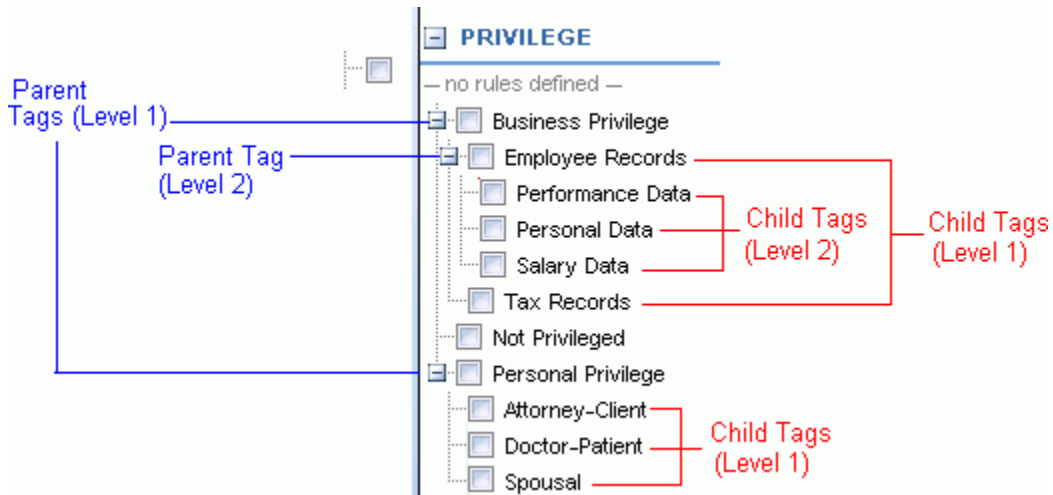 PRIVILEGE
— no rules defined —
Parent
Tags (Level 1)
Business Privilege
Parent Tag
(Level 2)
Employee Records
Performance Data
Personal Data
Salary Data
Child Tags
(Level 2)
Child Tags
(Level 1)
Tax Records
Not Privileged
Personal Privilege
Attorney-Client
Doctor-Patient
Spousal
Child Tags
(Level 1)